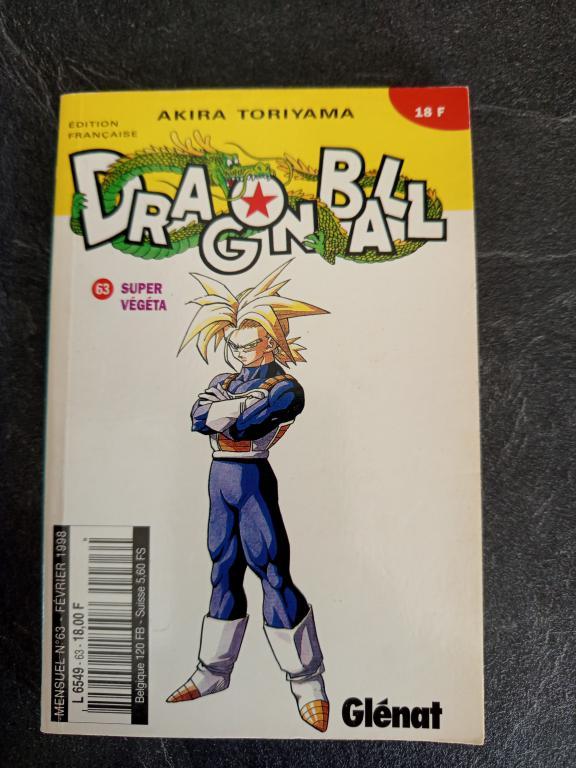 AKIRA TORIYAMA
18 F
ÉDITION
FRANÇAISE
DRAGON BALL
63 SUPER
VÉGÉTA
MENSUEL N°63 - FÉVRIER 1998
L 6549 - 63 - 18,00 F
Belgique 120 FB - Suisse 5,60 FS
Glénat